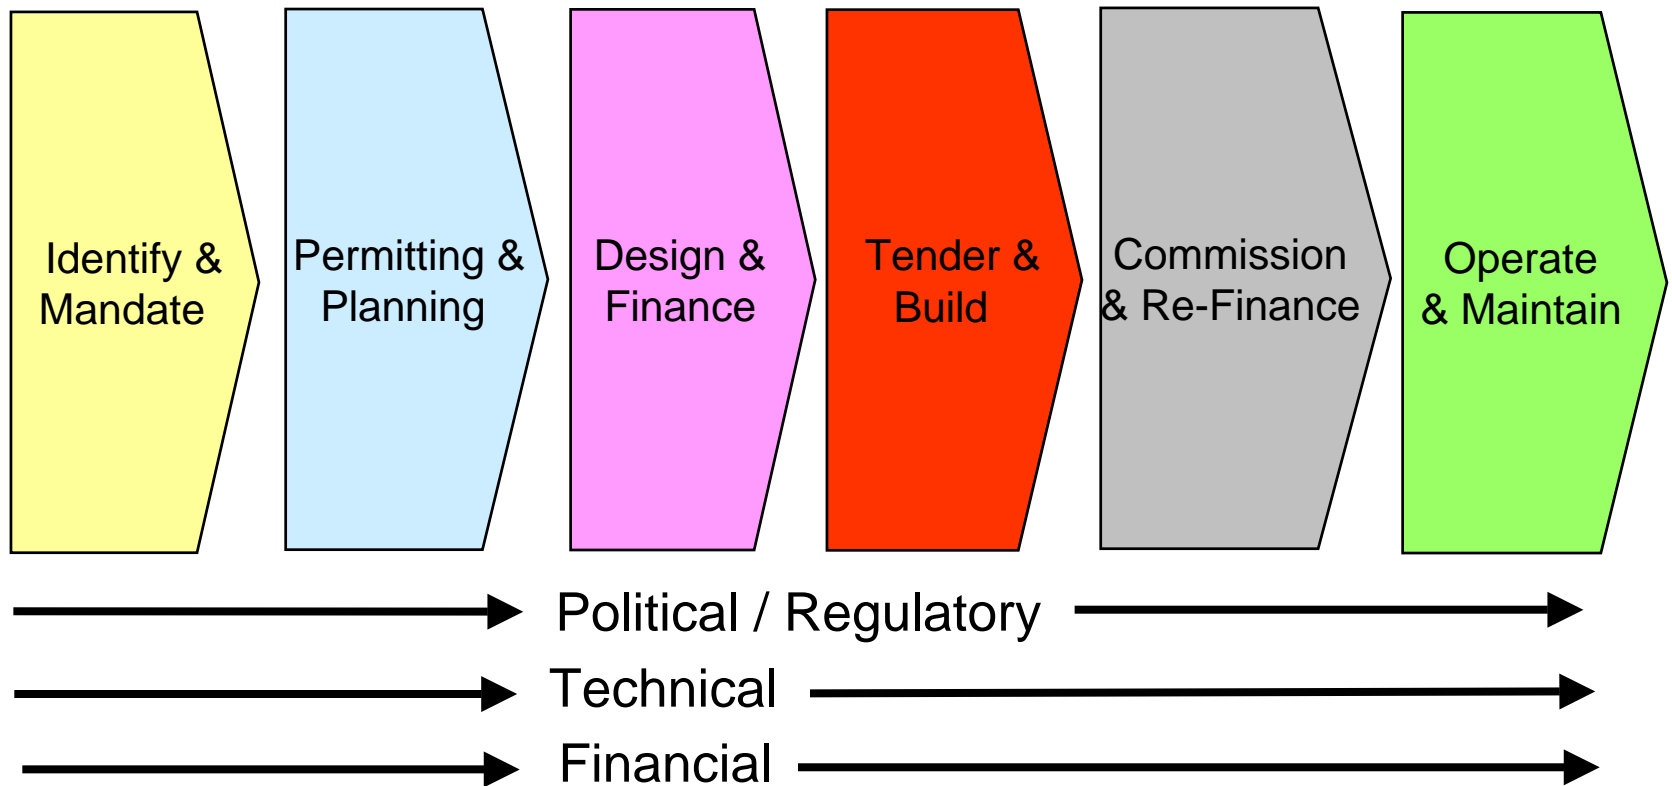 Identify &
Mandate
Permitting &
Planning
Design &
Finance
Tender &
Build
Commission
& Re-Finance
Operate
& Maintain
Political / Regulatory
Technical
Financial